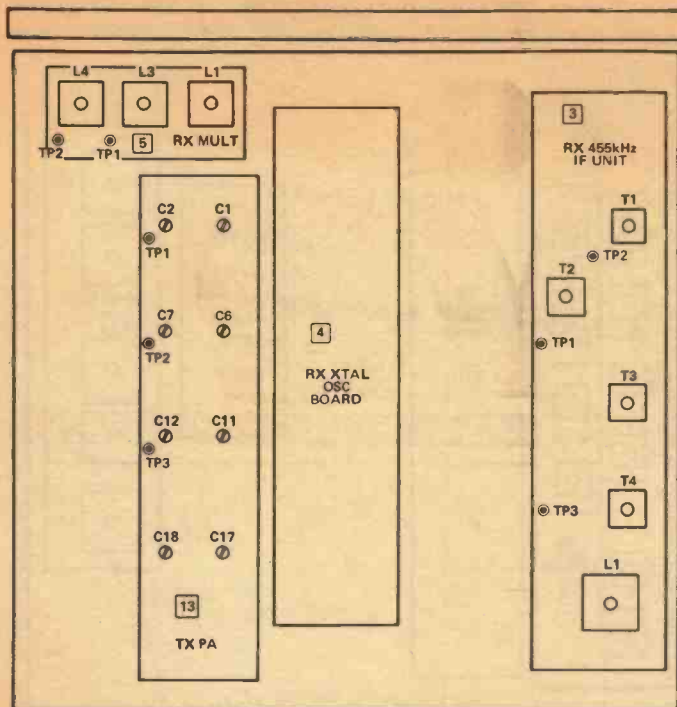 L4 L3 L1
TP2 TP1 5 RX MULT
C2 C1
TP1
C7 C6
TP2
C12 C11
TP3
C18 C17
13
TX PA
4
RX XTAL
OSC
BOARD
3
RX 455kHz
IF UNIT
T1
TP2
T2
TP1
T3
T4
TP3
L1